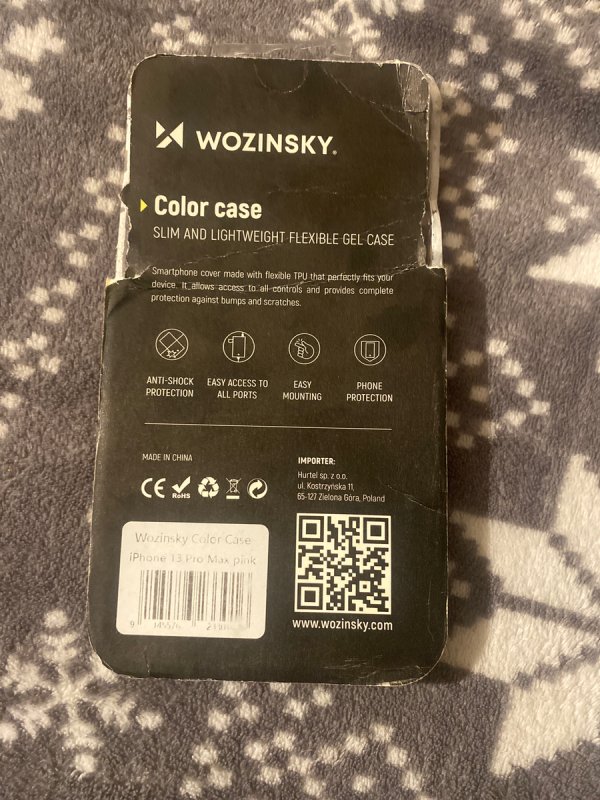 WOZINSKY®
Color case
SLIM AND LIGHTWEIGHT FLEXIBLE GEL CASE
Smartphone cover made with flexible TPU that perfectly fits your
device. It allows access to all controls and provides complete
protection against bumps and scratches.
ANTI-SHOCK
PROTECTION
EASY ACCESS TO
ALL PORTS
EASY
MOUNTING
PHONE
PROTECTION
MADE IN CHINA
CE RoHS
IMPORTER:
Hurtel sp. z o.o.
ul. Kostrzyńska 11,
65-127 Zielona Góra, Poland
Wozinsky Color Case
iPhone 13 Pro Max pink
www.wozinsky.com